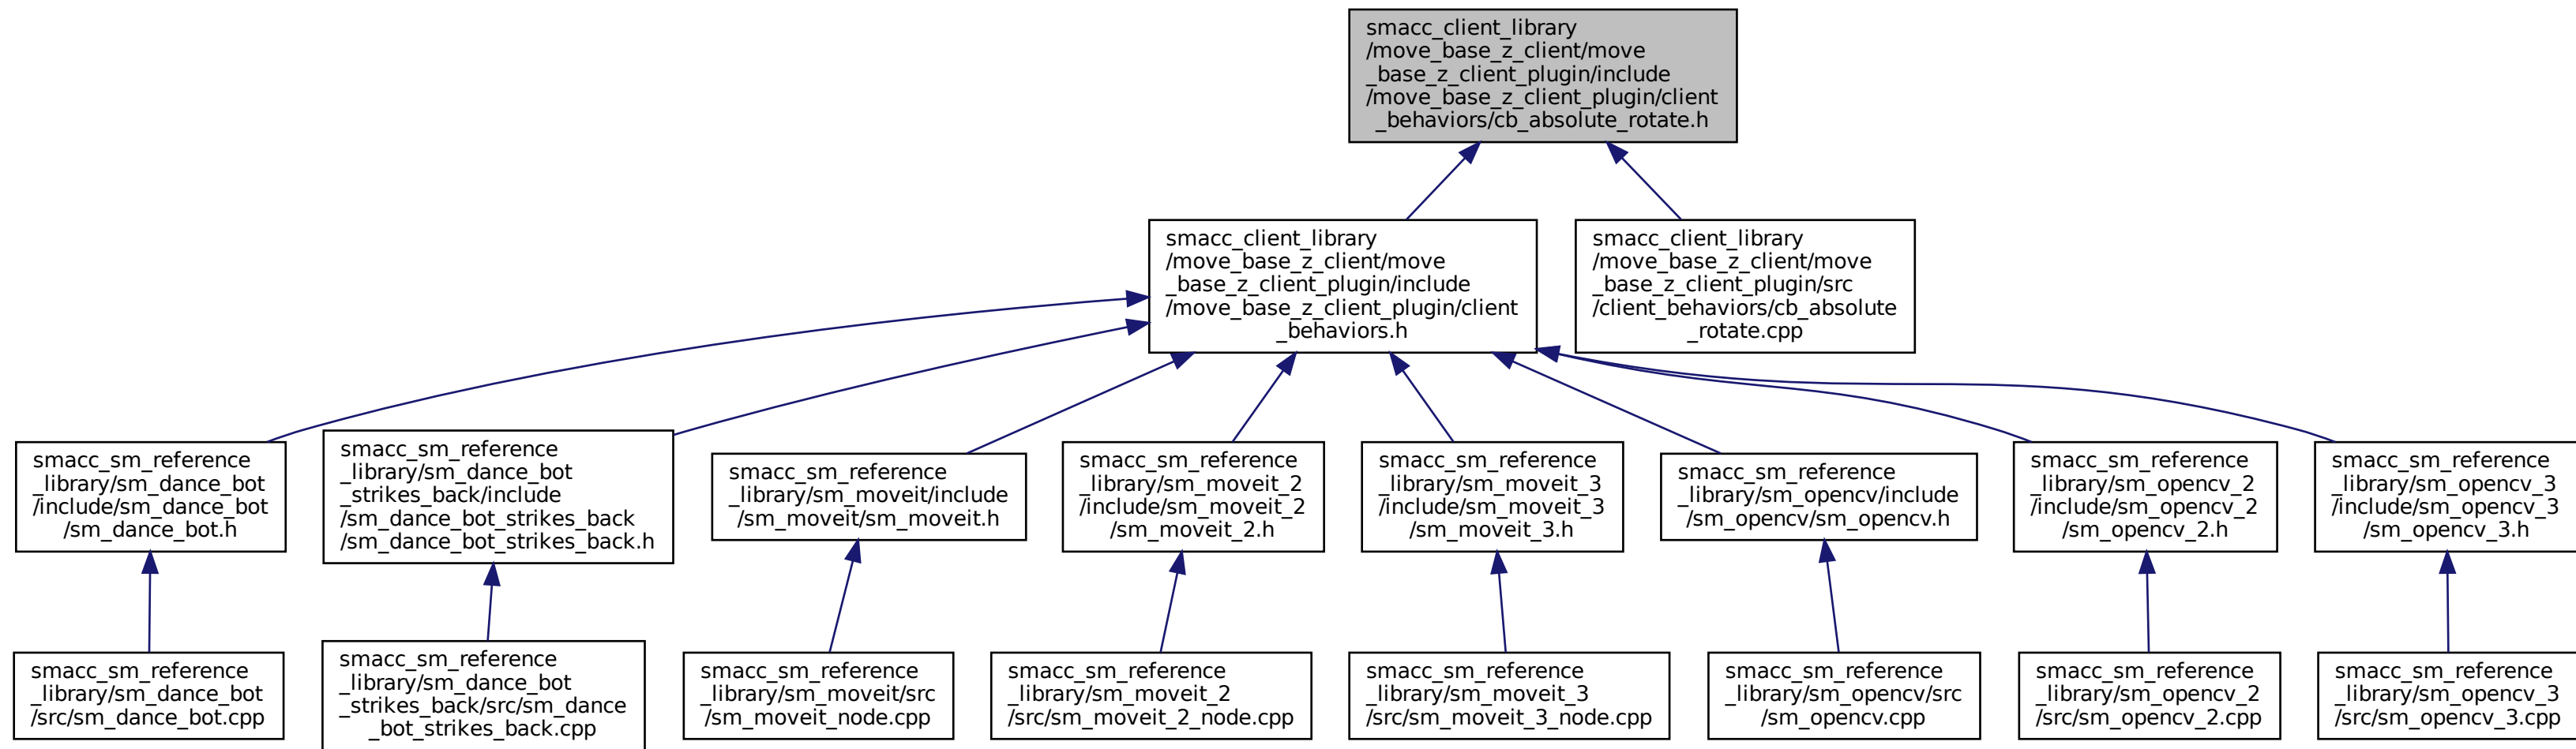 smacc_client_library
/move_base_z_client/move
_base_z_client_plugin/include
/move_base_z_client_plugin/client
_behaviors/cb_absolute_rotate.h
smacc_client_library
/move_base_z_client/move
_base_z_client_plugin/include
/move_base_z_client_plugin/client
_behaviors.h
smacc_client_library
/move_base_z_client/move
_base_z_client_plugin/src
/client_behaviors/cb_absolute
_rotate.cpp
smacc_sm_reference
_library/sm_dance_bot
/include/sm_dance_bot
/sm_dance_bot.h
smacc_sm_reference
_library/sm_dance_bot
_strikes_back/include
/sm_dance_bot_strikes_back
/sm_dance_bot_strikes_back.h
smacc_sm_reference
_library/sm_moveit/include
/sm_moveit/sm_moveit.h
smacc_sm_reference
_library/sm_moveit_2
/include/sm_moveit_2
/sm_moveit_2.h
smacc_sm_reference
_library/sm_moveit_3
/include/sm_moveit_3
/sm_moveit_3.h
smacc_sm_reference
_library/sm_opencv/include
/sm_opencv/sm_opencv.h
smacc_sm_reference
_library/sm_opencv_2
/include/sm_opencv_2
/sm_opencv_2.h
smacc_sm_reference
_library/sm_opencv_3
/include/sm_opencv_3
/sm_opencv_3.h
smacc_sm_reference
_library/sm_dance_bot
/src/sm_dance_bot.cpp
smacc_sm_reference
_library/sm_dance_bot
_strikes_back/src/sm_dance
_bot_strikes_back.cpp
smacc_sm_reference
_library/sm_moveit/src
/sm_moveit_node.cpp
smacc_sm_reference
_library/sm_moveit_2
/src/sm_moveit_2_node.cpp
smacc_sm_reference
_library/sm_moveit_3
/src/sm_moveit_3_node.cpp
smacc_sm_reference
_library/sm_opencv/src
/sm_opencv.cpp
smacc_sm_reference
_library/sm_opencv_2
/src/sm_opencv_2.cpp
smacc_sm_reference
_library/sm_opencv_3
/src/sm_opencv_3.cpp